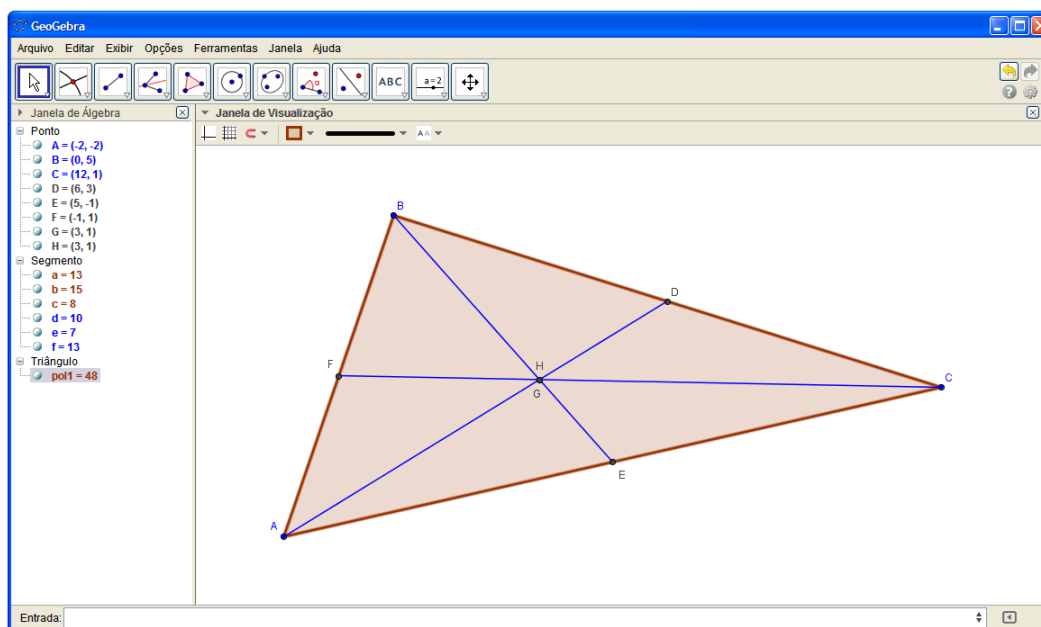 GeoGebra
Arquivo Editar Exibir Opções Ferramentas Janela Ajuda
ABC a=2
Janela de Álgebra
Ponto
A = (-2, -2)
B = (0, 5)
C = (12, 1)
D = (6, 3)
E = (5, -1)
F = (-1, 1)
G = (3, 1)
H = (3, 1)
Segmento
a = 13
b = 15
c = 8
d = 10
e = 7
f = 13
Triângulo
pol1 = 48
Janela de Visualização
AA
B
D
F
H
C
G
E
A
Entrada: